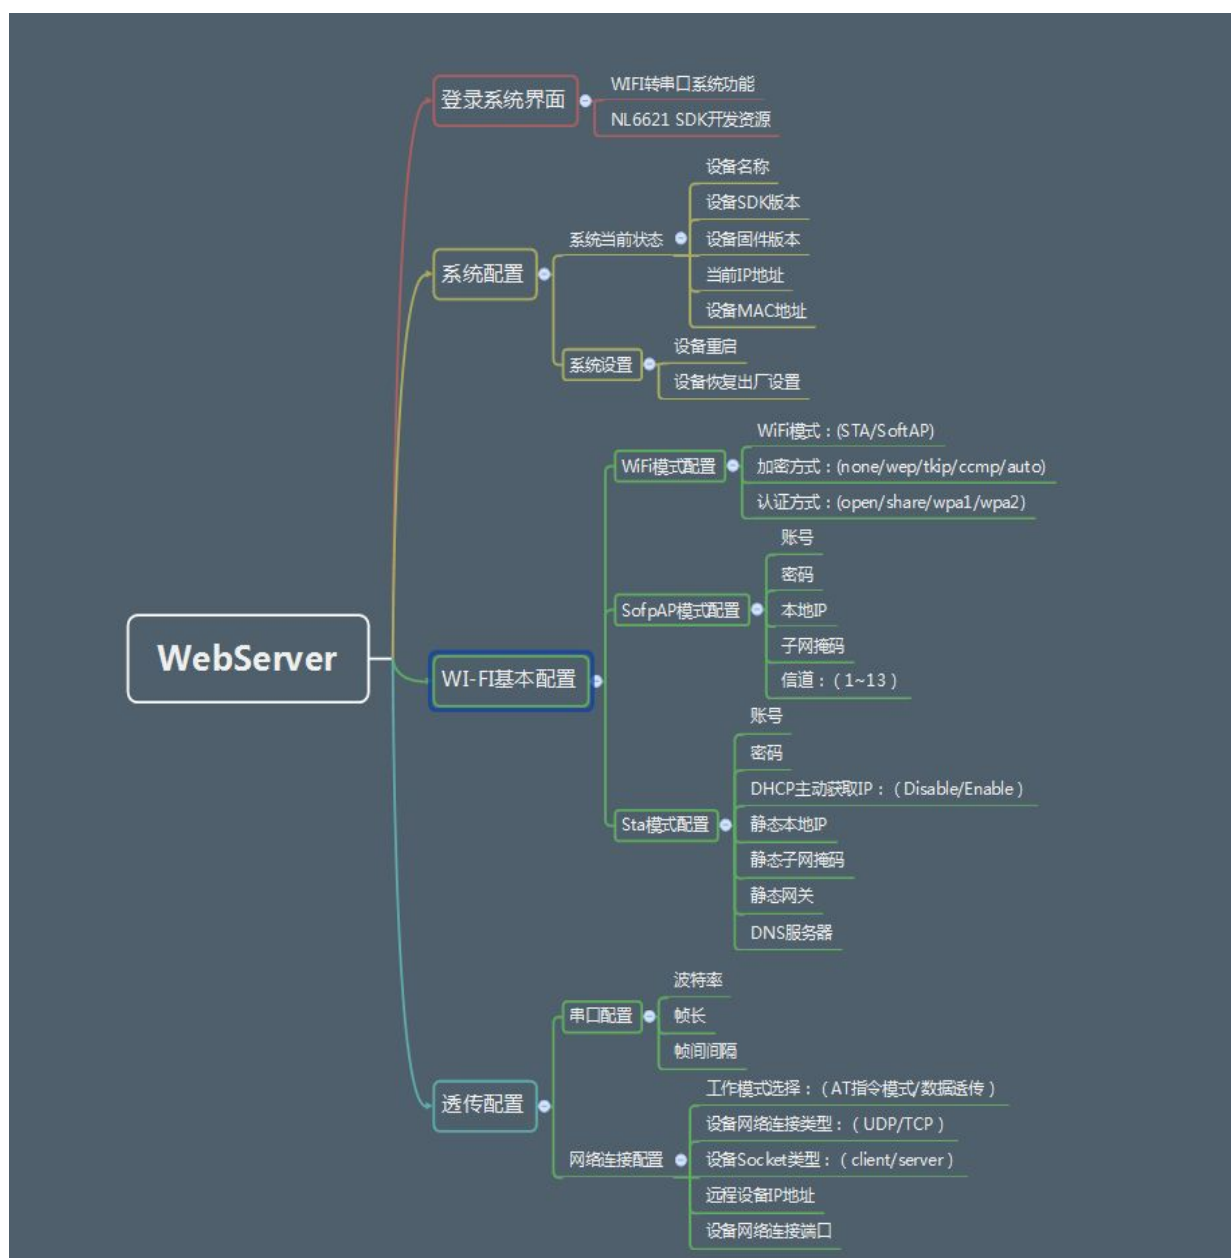 WebServer
登录系统界面
WIFI转串口系统功能
NL6621 SDK开发资源
系统配置
系统当前状态
设备名称
设备SDK版本
设备固件版本
当前IP地址
设备MAC地址
系统设置
设备重启
设备恢复出厂设置
WI-FI基本配置
WiFi模式配置
WiFi模式：(STA/SoftAP)
加密方式：(none/wep/tkip/ccmp/auto)
认证方式：(open/share/wpa1/wpa2)
SofpAP模式配置
账号
密码
本地IP
子网掩码
信道：（1~13）
Sta模式配置
账号
密码
DHCP主动获取IP：（Disable/Enable）
静态本地IP
静态子网掩码
静态网关
DNS服务器
透传配置
串口配置
波特率
帧长
帧间间隔
网络连接配置
工作模式选择：（AT指令模式/数据透传）
设备网络连接类型：（UDP/TCP）
设备Socket类型：（client/server）
远程设备IP地址
设备网络连接端口